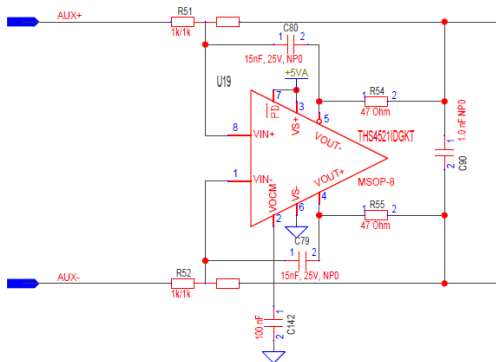 AUX+
R51
1k/1k
C80
1 2
15nF, 25V, NP0
+5VA
U19
7
PD
3
VS+
5
VOUT-
R54
1 2
47 Ohm
THS4521IDGKT
8
VIN+
1
VIN-
VOCM
2
VS-
6
VOUT+
4
MSOP-8
1
1.0 nF NP0
2
C90
R55
1 2
47 Ohm
C79
1 2
15nF, 25V, NP0
AUX-
R52
1k/1k
100 nF
1
2
C142